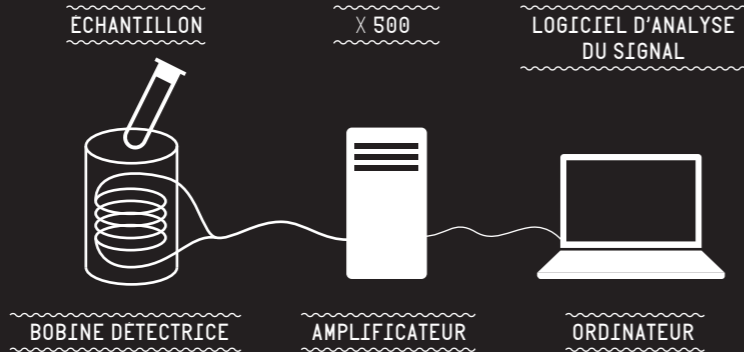 ÉCHANTILLON
X 500
LOGICIEL D'ANALYSE
DU SIGNAL
BOBINE DÉTECTRICE
AMPLIFICATEUR
ORDINATEUR